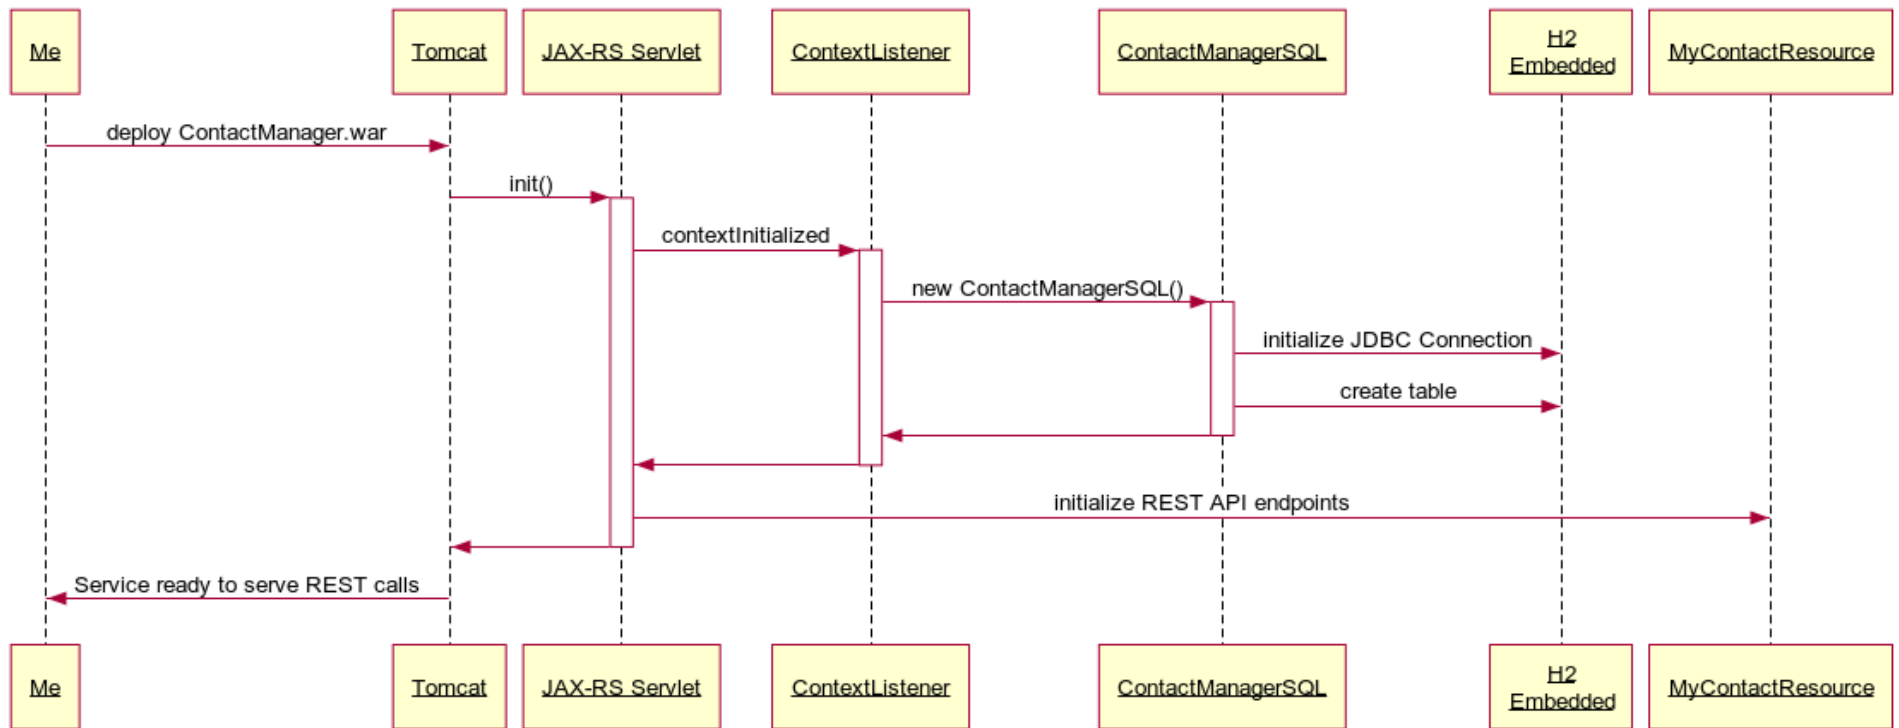 Me
Tomcat
JAX-RS Servlet
ContextListener
ContactManagerSQL
H2
Embedded
MyContactResource
deploy ContactManager.war
init()
contextInitialized
new ContactManagerSQL()
initialize JDBC Connection
create table
initialize REST API endpoints
Service ready to serve REST calls
Me
Tomcat
JAX-RS Servlet
ContextListener
ContactManagerSQL
H2
Embedded
MyContactResource